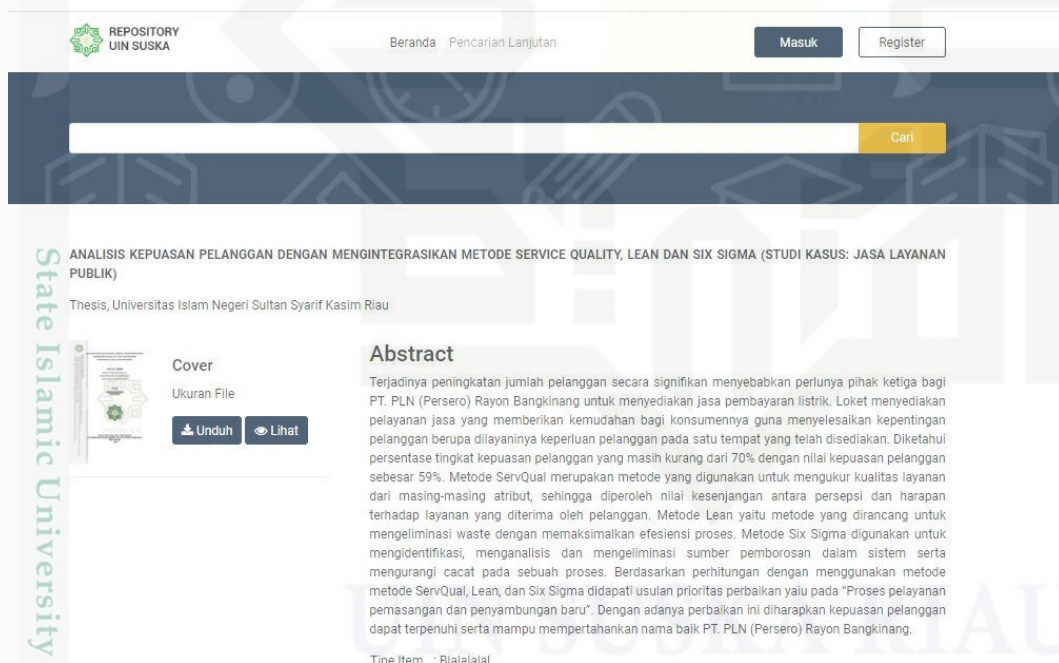 REPOSITORY
UIN SUSKA
Beranda Pencarian Lanjutan
Masuk
Register
Cari
ANALISIS KEPUASAN PELANGGAN DENGAN MENGINTEGRASIKAN METODE SERVICE QUALITY, LEAN DAN SIX SIGMA (STUDI KASUS: JASA LAYANAN
PUBLIK)
Thesis, Universitas Islam Negeri Sultan Syarif Kasim Riau
Cover
Ukuran File
Unduh
Lihat
Abstract
Terjadinya peningkatan jumlah pelanggan secara signifikan menyebabkan perlunya pihak ketiga bagi
PT. PLN (Persero) Rayon Bangkinang untuk menyediakan jasa pembayaran listrik. Loket menyediakan
pelayanan jasa yang memberikan kemudahan bagi konsumennya guna menyelesaikan kepentingan
pelanggan berupa dilayaninya keperluan pelanggan pada satu tempat yang telah disediakan. Diketahui
persentase tingkat kepuasan pelanggan yang masih kurang dari 70% dengan nilai kepuasan pelanggan
sebesar 59%. Metode ServQual merupakan metode yang digunakan untuk mengukur kualitas layanan
dari masing-masing atribut, sehingga diperoleh nilai kesenjangan antara persepsi dan harapan
terhadap layanan yang diterima oleh pelanggan. Metode Lean yaitu metode yang dirancang untuk
mengeliminasi waste dengan memaksimalkan efesiensi proses. Metode Six Sigma digunakan untuk
mengidentifikasi, menganalisis dan mengeliminasi sumber pemborosan dalam sistem serta
mengurangi cacat pada sebuah proses. Berdasarkan perhitungan dengan menggunakan metode
metode ServQual, Lean, dan Six Sigma didapati usulan prioritas perbaikan yaiu pada "Proses pelayanan
pemasangan dan penyambungan baru". Dengan adanya perbaikan ini diharapkan kepuasan pelanggan
dapat terpenuhi serta mampu mempertahankan nama baik PT. PLN (Persero) Rayon Bangkinang.
Tipe Item : Blalalalal
State Islamic University
UIN SUSKA RIAU